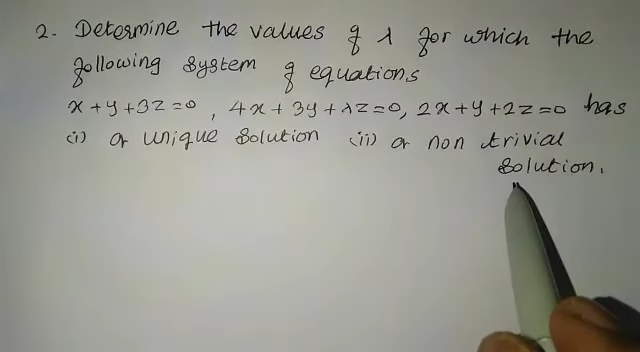 2. Determine the values of λ for which the
following system of equations
x+y+3z=0, 4x+3y+λz=0, 2x+y+2z=0 has
(i) a unique solution (ii) a non trivial
solution.